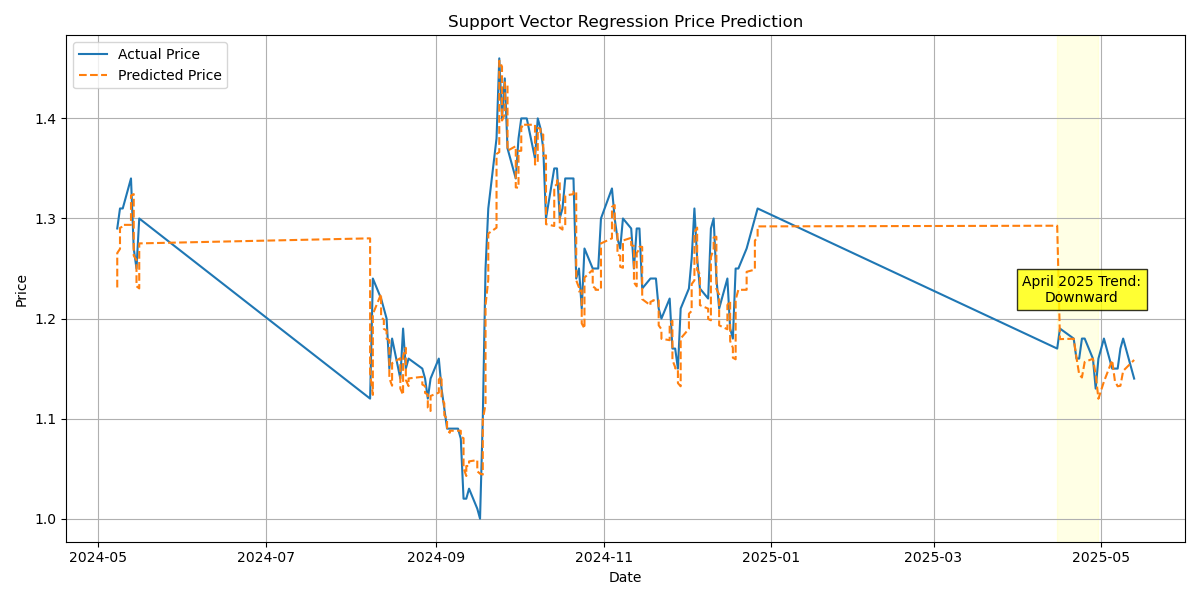 Support Vector Regression Price Prediction
Actual Price
Predicted Price
1.4
1.3
1.2
1.1
1.0
Price
April 2025 Trend:
Downward
2024-05
2024-07
2024-09
2024-11
2025-01
2025-03
2025-05
Date